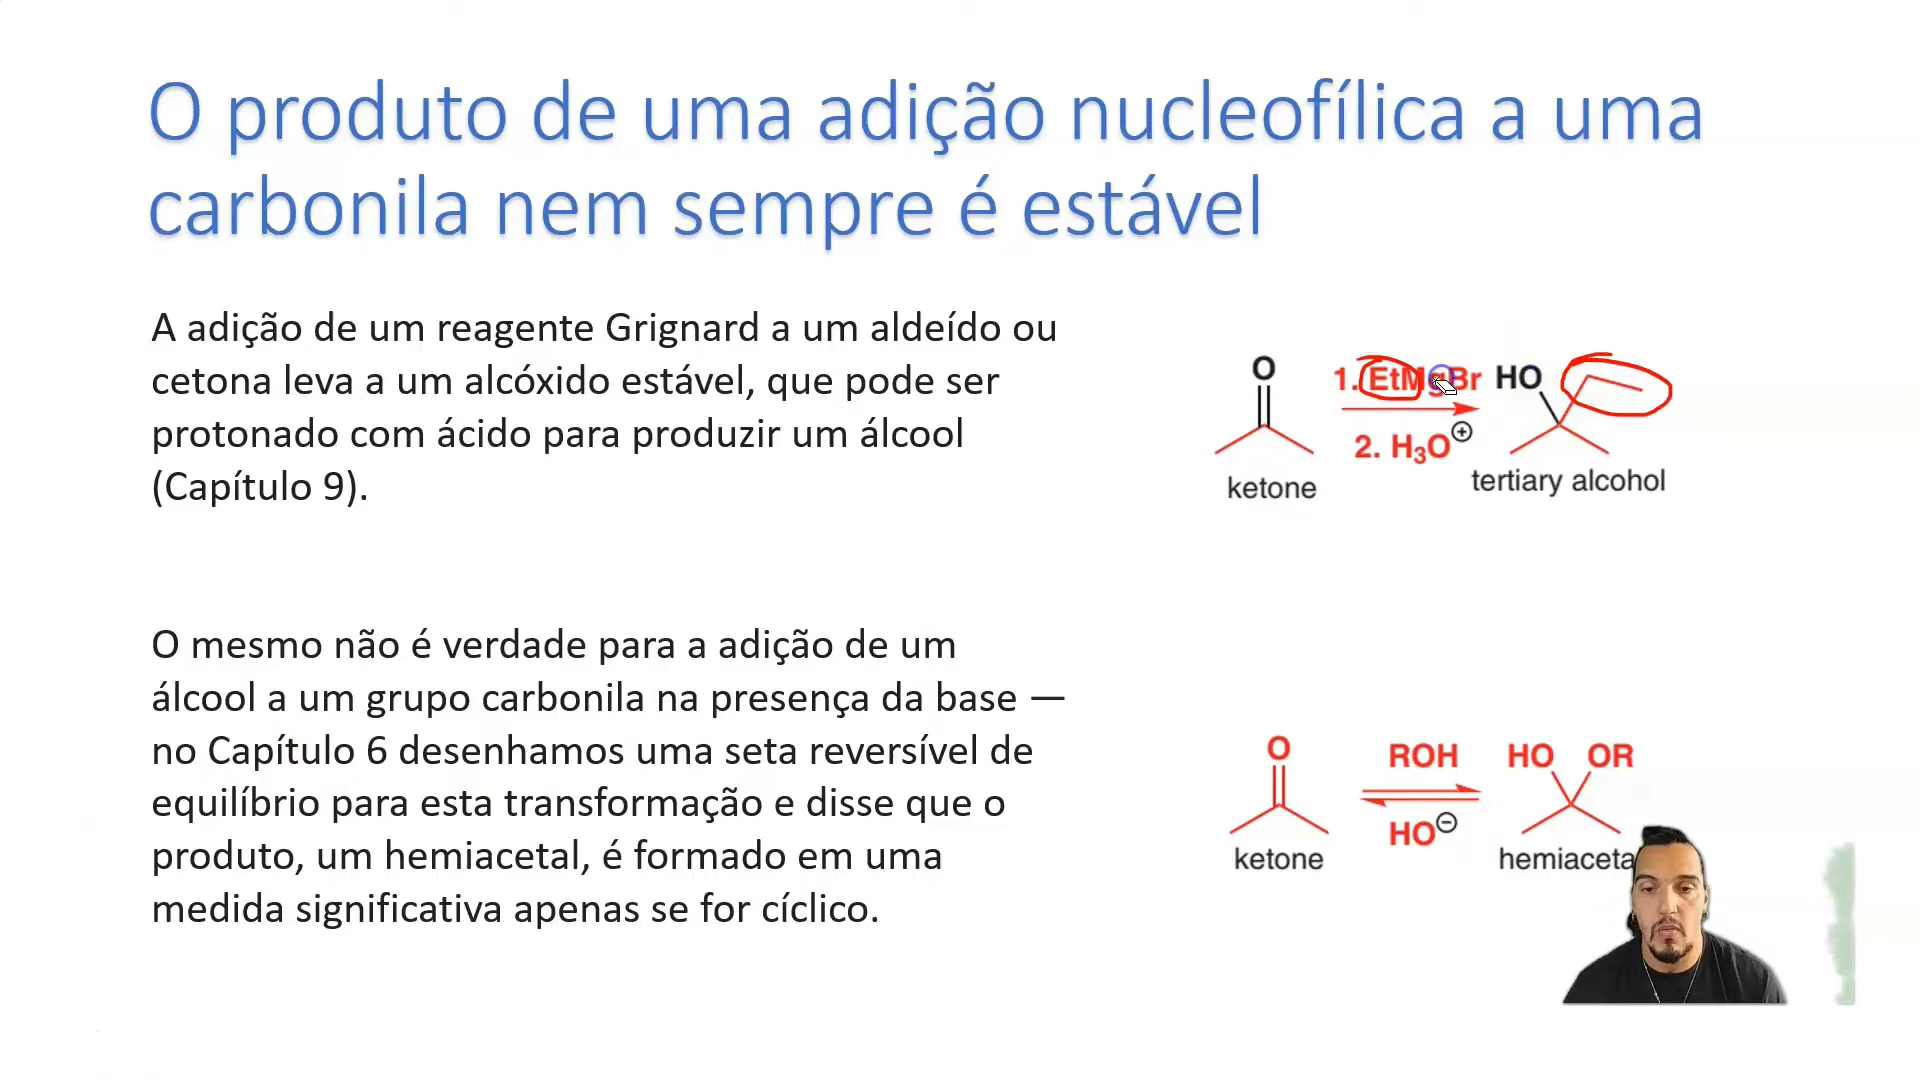 O produto de uma adição nucleofílica a uma
carbonila nem sempre é estável
A adição de um reagente Grignard a um aldeído ou
cetona leva a um alcóxido estável, que pode ser
protonado com ácido para produzir um álcool
(Capítulo 9).
O
1. EtMgBr
HO
2. H₃O⊕
ketone
tertiary alcohol
O mesmo não é verdade para a adição de um
álcool a um grupo carbonila na presença da base —
no Capítulo 6 desenhamos uma seta reversível de
equilíbrio para esta transformação e disse que o
produto, um hemiacetal, é formado em uma
medida significativa apenas se for cíclico.
O
ROH
HO OR
HO⊖
ketone
hemiaceta